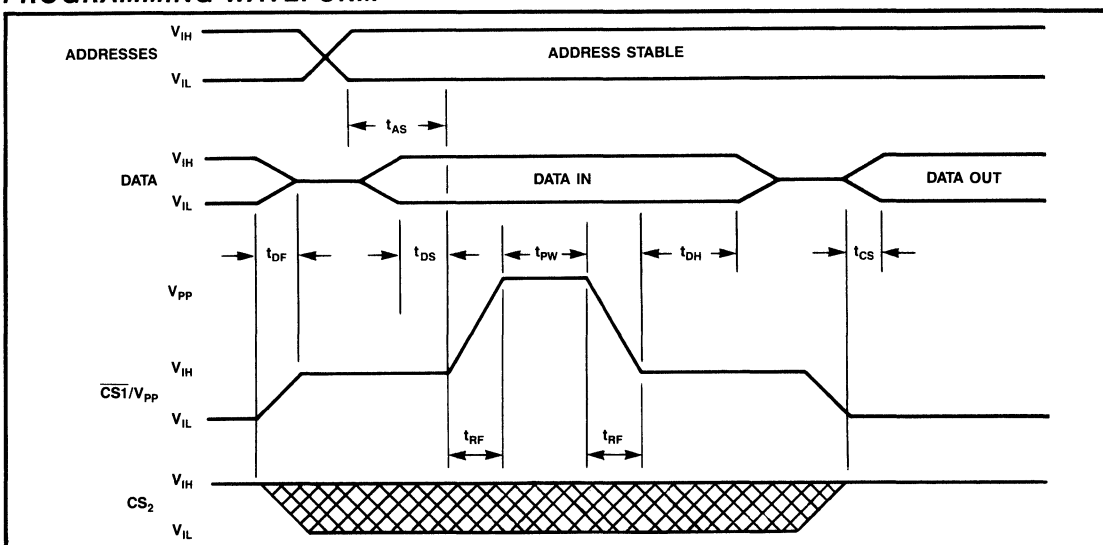 PROGRAMMING WAVEFORM
ADDRESSES
V_IH
V_IL
ADDRESS STABLE
t_AS
DATA
V_IH
V_IL
DATA IN
DATA OUT
t_DF
t_DS
t_PW
t_DH
t_CS
V_PP
V_IH
CS1/V_PP
V_IL
t_RF
t_RF
V_IH
CS_2
V_IL